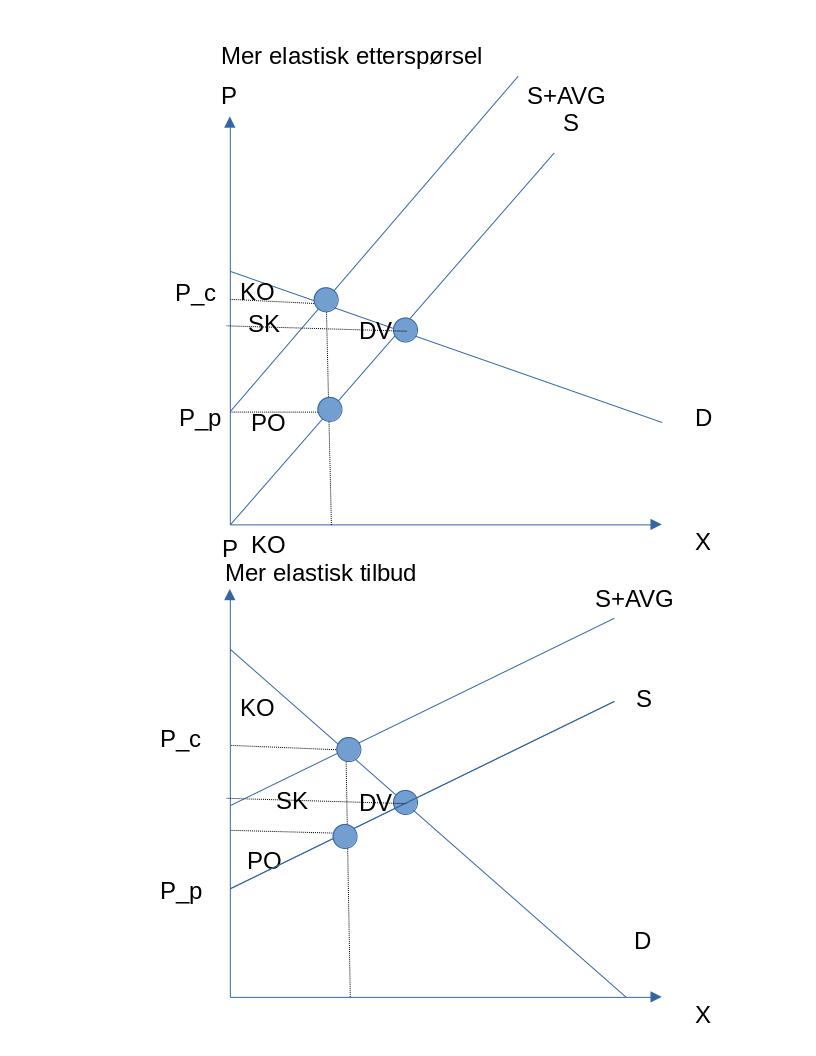 Mer elastisk etterspørsel
P
S+AVG
S
P_c
KO
SK
DV
P_p
PO
D
X
P
KO
Mer elastisk tilbud
S+AVG
S
KO
P_c
SK
DV
PO
P_p
D
X